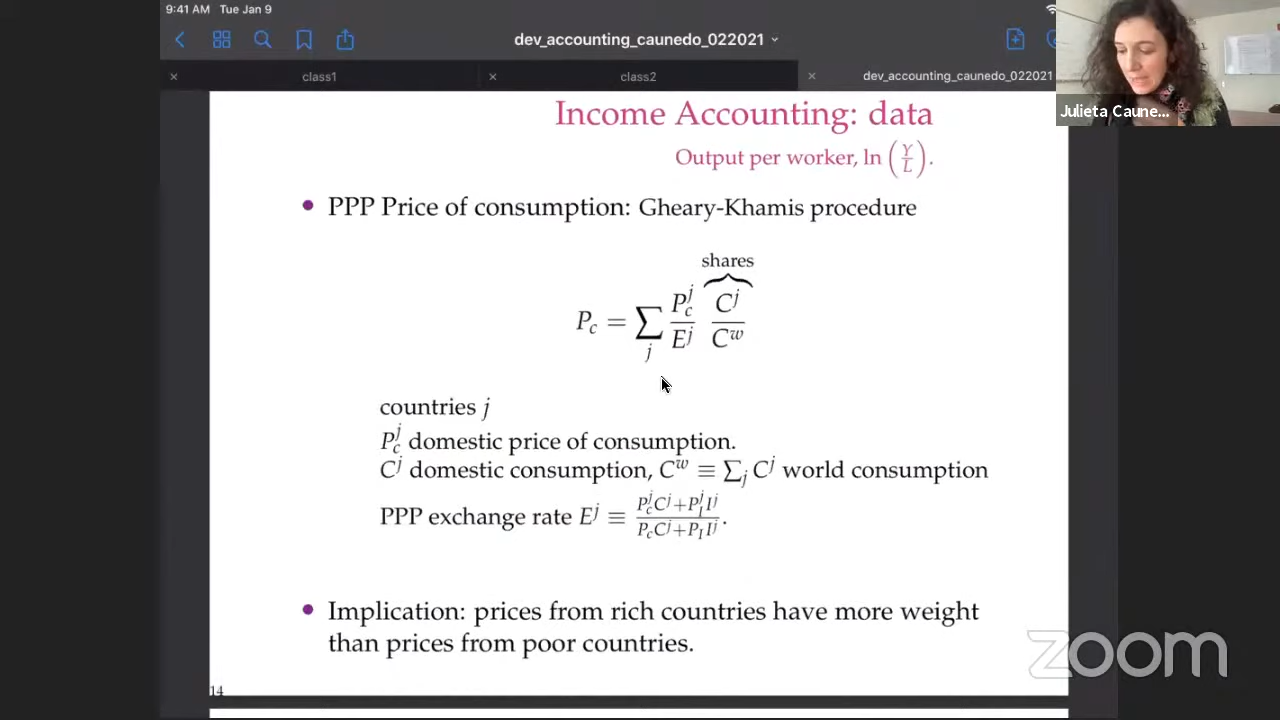 9:41 AM Tue Jan 9
dev_accounting_caunedo_022021
class1
class2
dev_accounting_caunedo_022021
Julieta Caune...
Income Accounting: data
Output per worker, ln (Y/L).
• PPP Price of consumption: Gheary-Khamis procedure
shares
P_c = ∑_j P_c^j/E^j C^j/C^w
countries j
P_c^j domestic price of consumption.
C^j domestic consumption, C^w ≡ ∑_j C^j world consumption
PPP exchange rate E^j ≡ (P_c^j C^j + P_I^j I^j)/(P_c C^j + P_I I^j).
• Implication: prices from rich countries have more weight
than prices from poor countries.
14
zoom